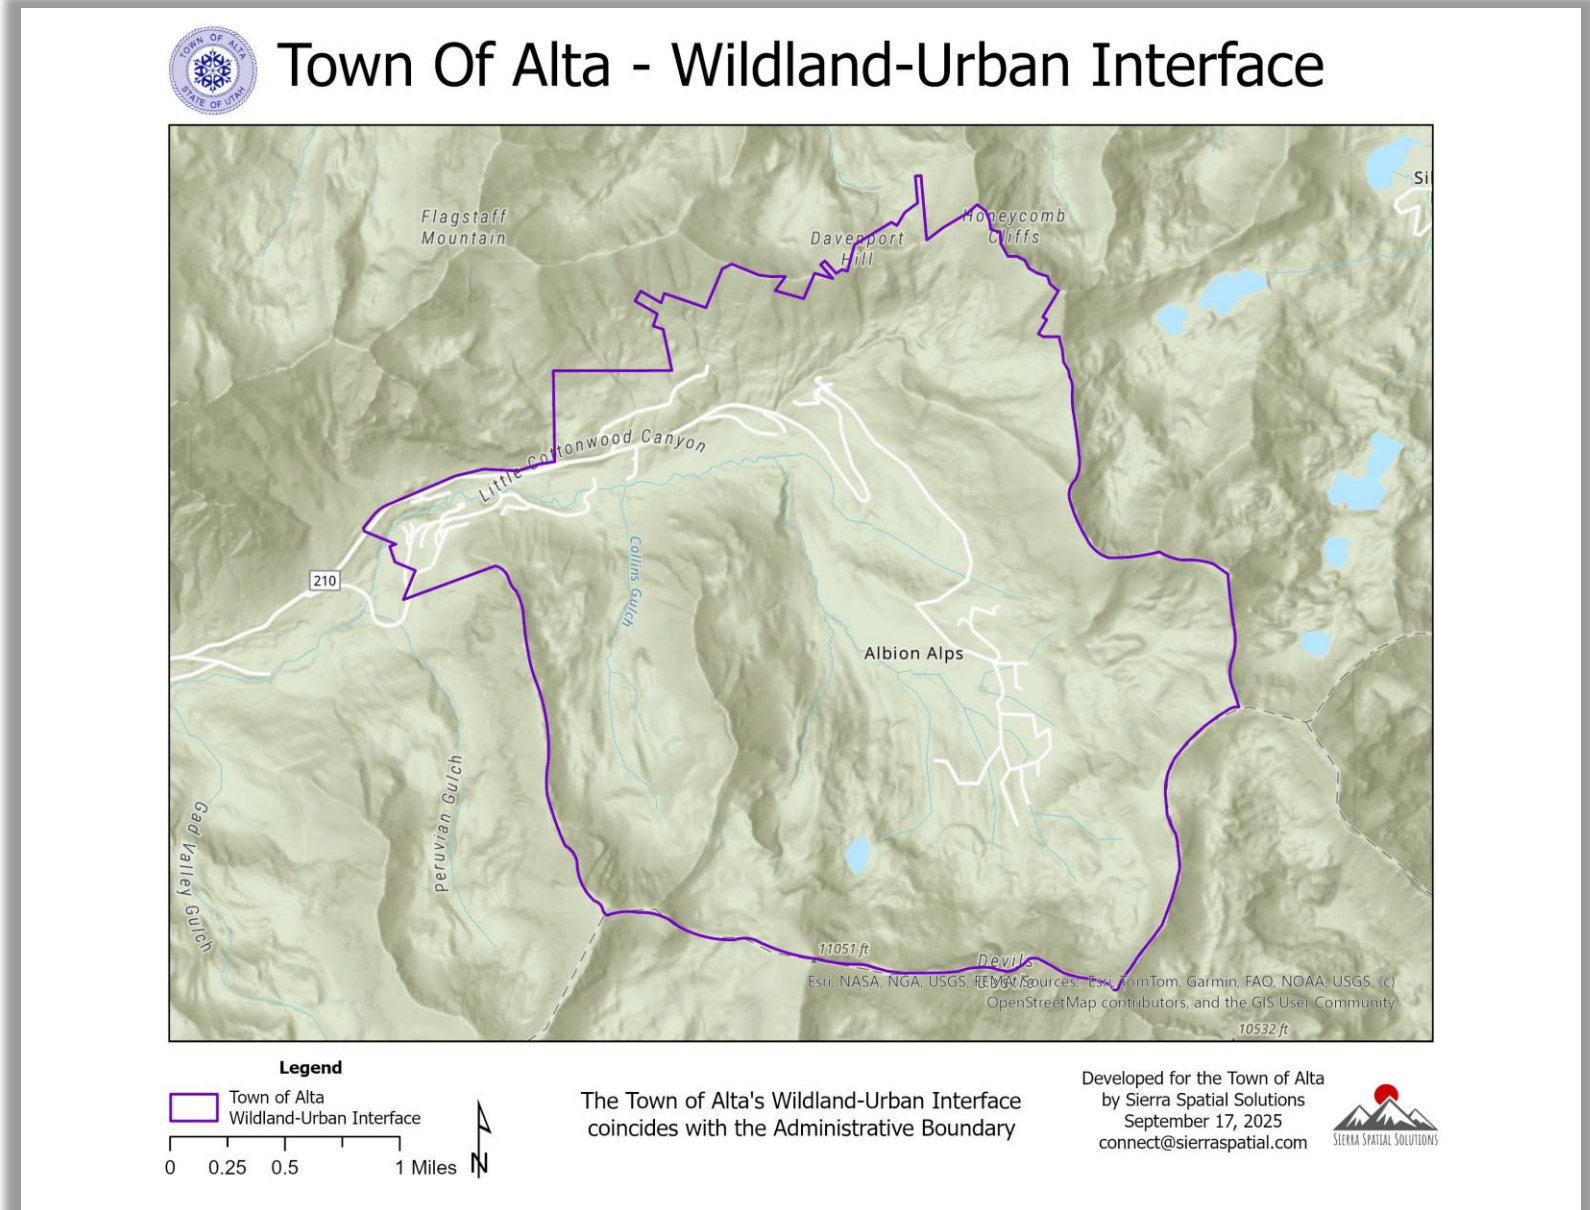 TOWN OF ALTA
STATE OF UTAH
Town Of Alta - Wildland-Urban Interface
Flagstaff
Mountain
Davenport
Hill
Honeycomb
Cliffs
Sil
Little Cottonwood Canyon
210
Collins Gulch
Albion Alps
Peruvian Gulch
Gad Valley Gulch
11051 ft
Devils
Esri, NASA, NGA, USGS, FEMA, Sources: Esri, TomTom, Garmin, FAO, NOAA, USGS, (c)
OpenStreetMap contributors, and the GIS User Community
10532 ft
Legend
Town of Alta
Wildland-Urban Interface
0 0.25 0.5 1 Miles
N
The Town of Alta's Wildland-Urban Interface
coincides with the Administrative Boundary
Developed for the Town of Alta
by Sierra Spatial Solutions
September 17, 2025
connect@sierraspatial.com
SIERRA SPATIAL SOLUTIONS